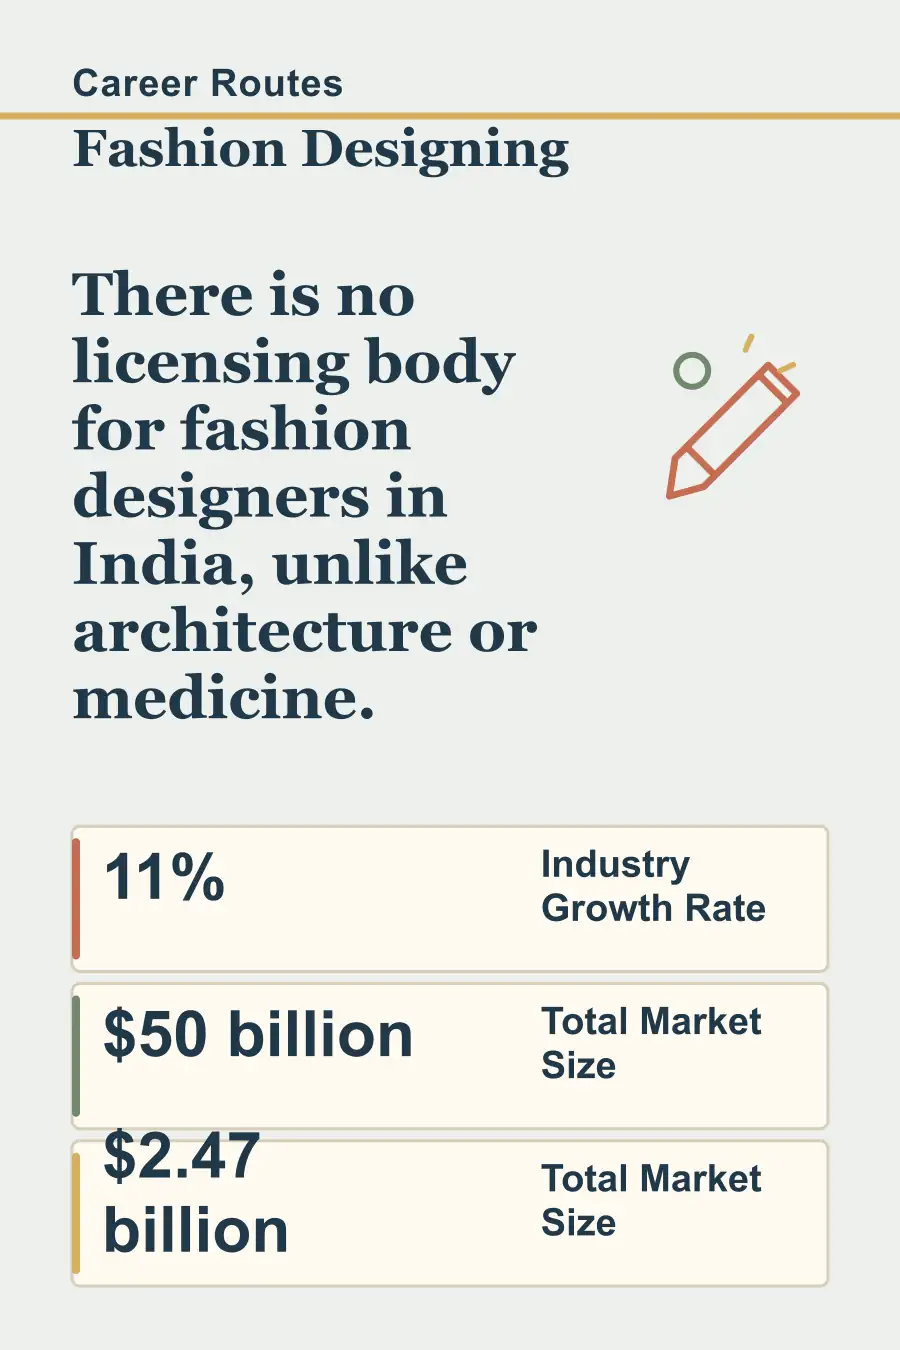 Career Routes
Fashion Designing
There is no
licensing body
for fashion
designers in
India, unlike
architecture or
medicine.
11%
Industry
Growth Rate
$50 billion
Total Market
Size
$2.47
billion
Total Market
Size